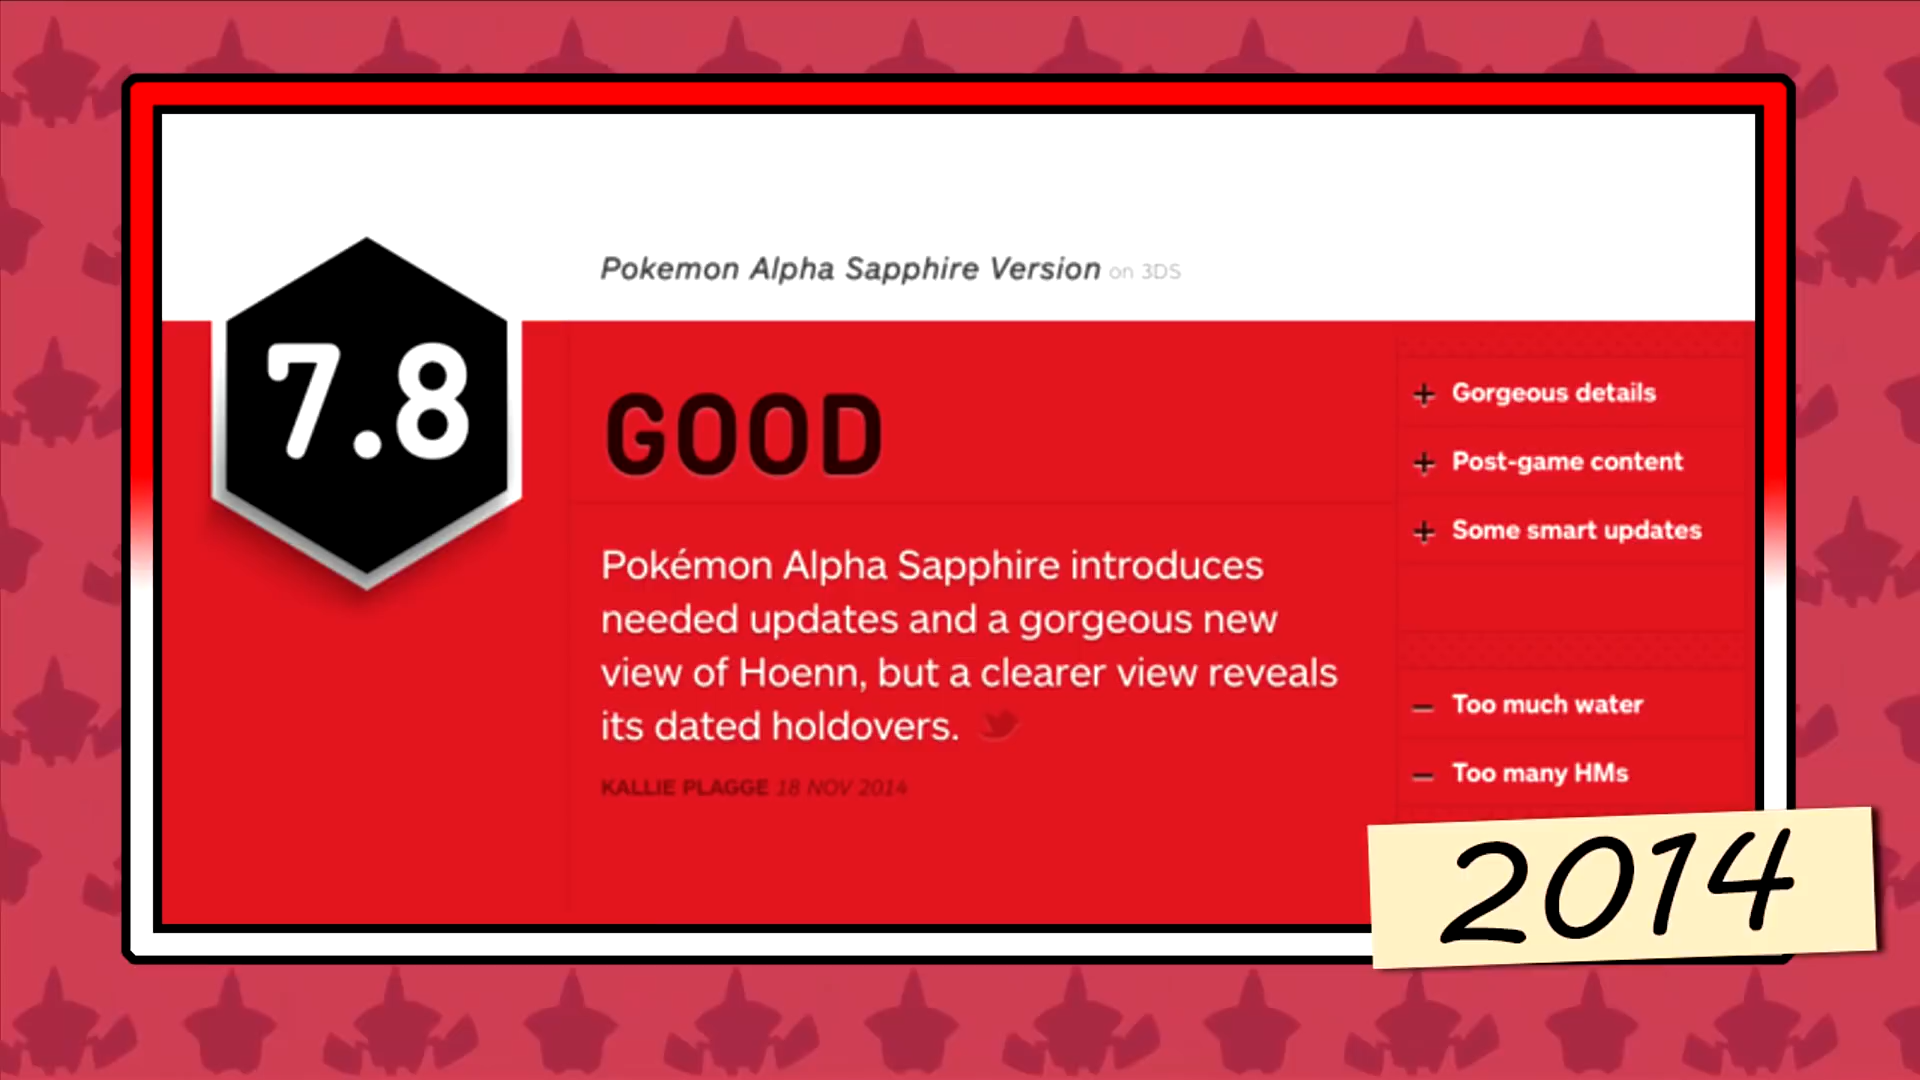 Pokemon Alpha Sapphire Version on 3DS
7.8
GOOD
Pokémon Alpha Sapphire introduces
needed updates and a gorgeous new
view of Hoenn, but a clearer view reveals
its dated holdovers.
KALLIE PLAGGE 18 NOV 2014
+ Gorgeous details
+ Post-game content
+ Some smart updates
– Too much water
– Too many HMs
2014